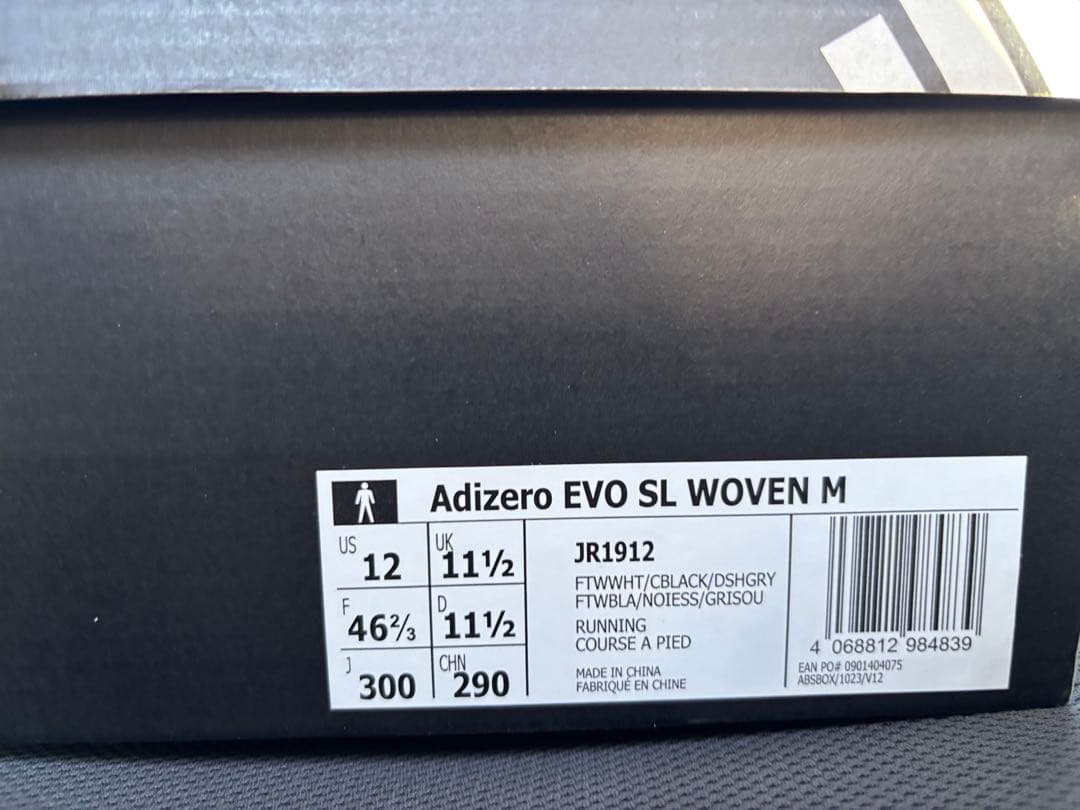 Adizero EVO SL WOVEN M
US 12
UK 11½
F 46⅔
D 11½
J 300
CHN 290
JR1912
FTWWHT/CBLACK/DSHGRY
FTWBLA/NOIESS/GRISOU
RUNNING
COURSE A PIED
MADE IN CHINA
FABRIQUÉ EN CHINE
4 068812 984839
EAN PO# 0901404075
ABSBOX/1023/V12